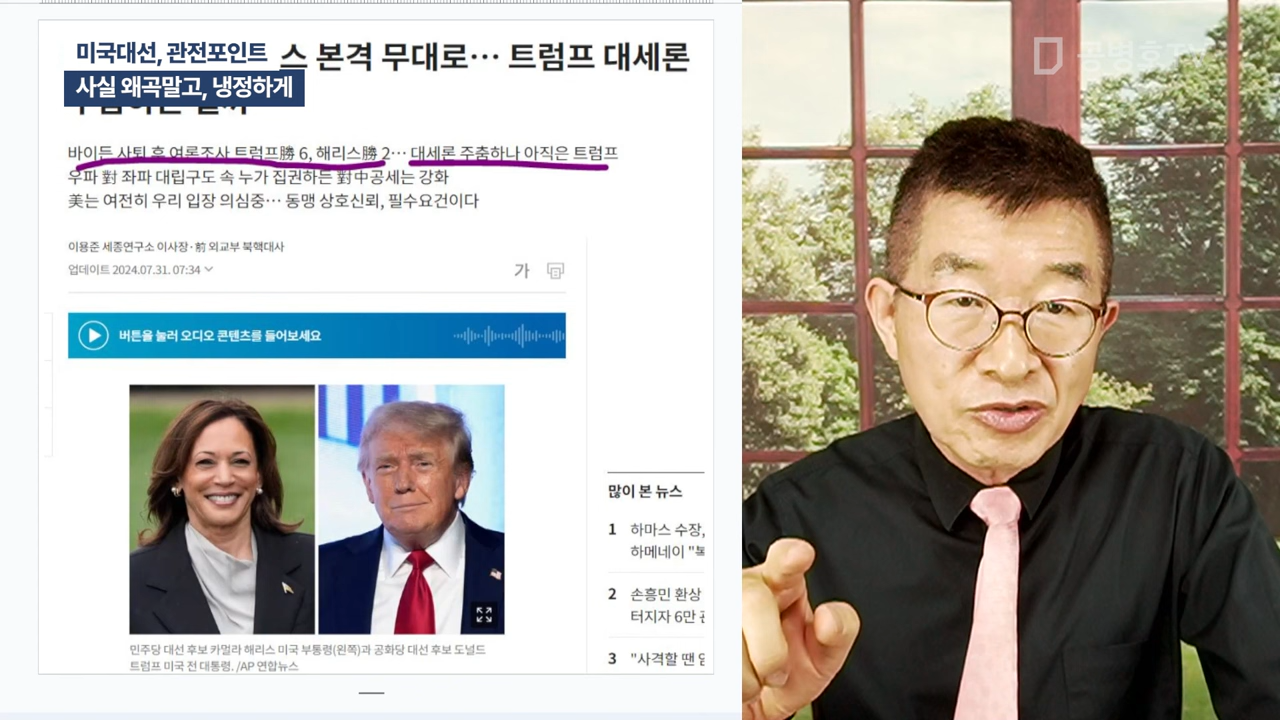 미국대선, 관전포인트
사실 왜곡말고, 냉정하게
스 본격 무대로… 트럼프 대세론
바이든 사퇴 후 여론조사 트럼프勝 6, 해리스勝 2… 대세론 주춤하나 아직은 트럼프
우파 對 좌파 대립구도 속 누가 집권하든 對中공세는 강화
美는 여전히 우리 입장 의심중… 동맹 상호신뢰, 필수요건이다
이용준 세종연구소 이사장·前 외교부 북핵대사
업데이트 2024.07.31. 07:34
가
버튼을 눌러 오디오 콘텐츠를 들어보세요
민주당 대선 후보 카멀라 해리스 미국 부통령(왼쪽)과 공화당 대선 후보 도널드
트럼프 미국 전 대통령. /AP 연합뉴스
많이 본 뉴스
1 하마스 수장,
하메네이
2 손흥민 환상
터지자 6만
3 "사격할 땐
공병호TV